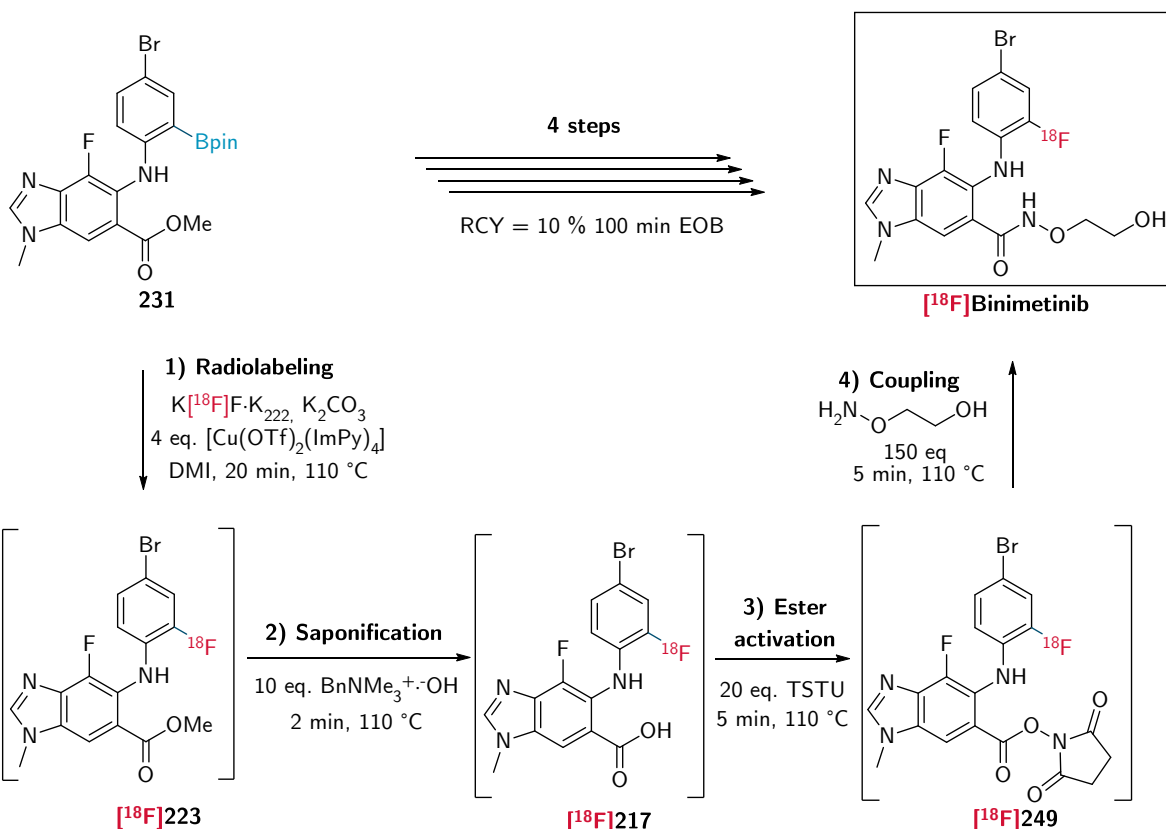 Br
Bpin
F
NH
N
N
OMe
O
231
4 steps
RCY = 10 % 100 min EOB
Br
¹⁸F
F
NH
N
N
H
N
O
OH
O
[¹⁸F]Binimetinib
1) Radiolabeling
K[¹⁸F]F·K₂₂₂, K₂CO₃
4 eq. [Cu(OTf)₂(ImPy)₄]
DMI, 20 min, 110 °C
4) Coupling
H₂N
O
OH
150 eq
5 min, 110 °C
Br
¹⁸F
F
NH
N
N
OMe
O
[¹⁸F]223
2) Saponification
10 eq. BnNMe₃⁺·⁻OH
2 min, 110 °C
Br
¹⁸F
F
NH
N
N
OH
O
[¹⁸F]217
3) Ester
activation
20 eq. TSTU
5 min, 110 °C
Br
¹⁸F
F
NH
N
N
O
O
N
O
O
[¹⁸F]249